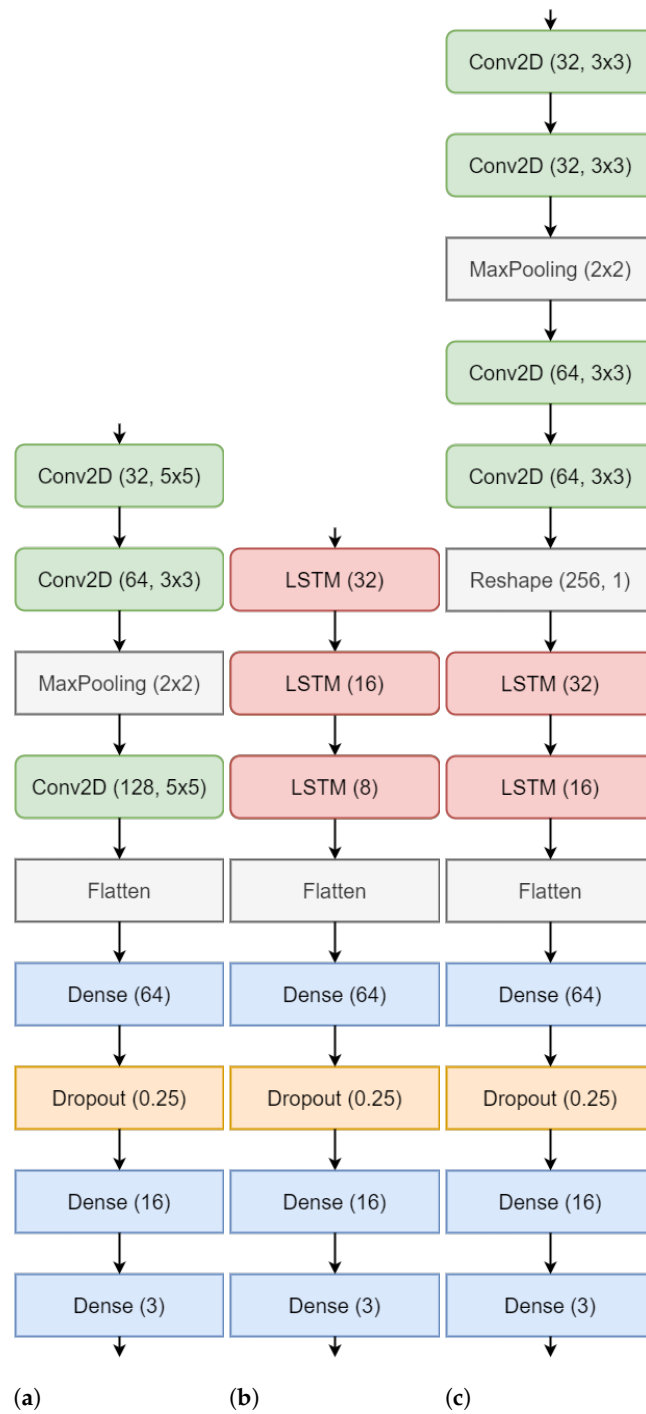 Conv2D (32, 3x3)
Conv2D (32, 3x3)
MaxPooling (2x2)
Conv2D (64, 3x3)
Conv2D (32, 5x5)
Conv2D (64, 3x3)
Conv2D (64, 3x3)
LSTM (32)
Reshape (256, 1)
MaxPooling (2x2)
LSTM (16)
LSTM (32)
Conv2D (128, 5x5)
LSTM (8)
LSTM (16)
Flatten
Flatten
Flatten
Dense (64)
Dense (64)
Dense (64)
Dropout (0.25)
Dropout (0.25)
Dropout (0.25)
Dense (16)
Dense (16)
Dense (16)
Dense (3)
Dense (3)
Dense (3)
(a)
(b)
(c)